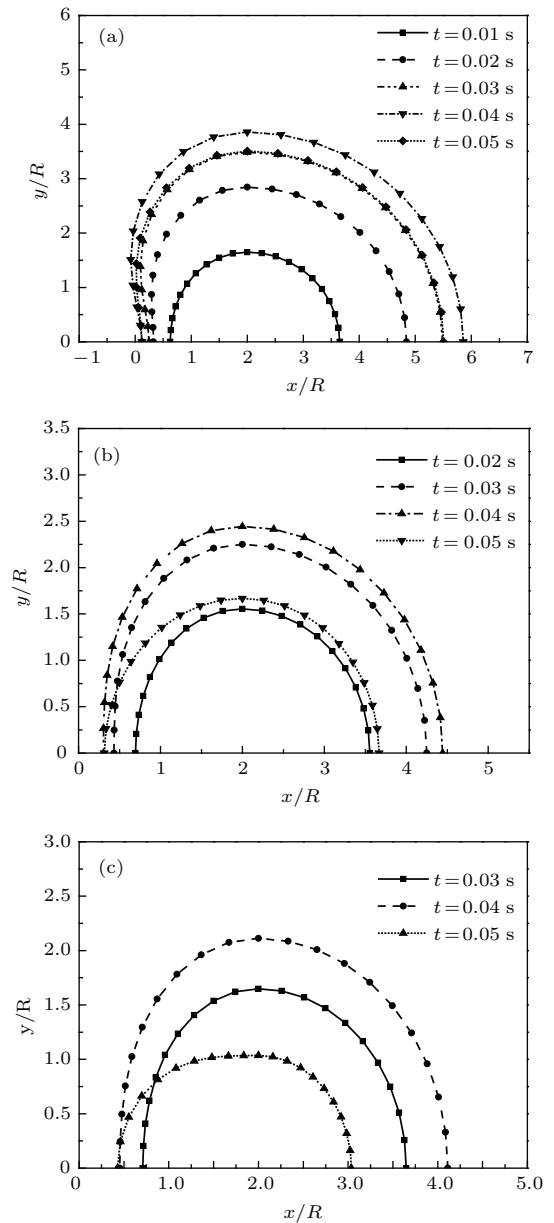 6
(a)
t=0.01 s
5
t=0.02 s
t=0.03 s
4
t=0.04 s
t=0.05 s
y/R
3
2
1
0
−1 0 1 2 3 4 5 6 7
x/R
3.5
(b)
t=0.02 s
3.0
t=0.03 s
2.5
t=0.04 s
t=0.05 s
2.0
y/R
1.5
1.0
0.5
0
0 1 2 3 4 5
x/R
3.0
(c)
t=0.03 s
2.5
t=0.04 s
t=0.05 s
2.0
y/R
1.5
1.0
0.5
0
0 1.0 2.0 3.0 4.0 5.0
x/R